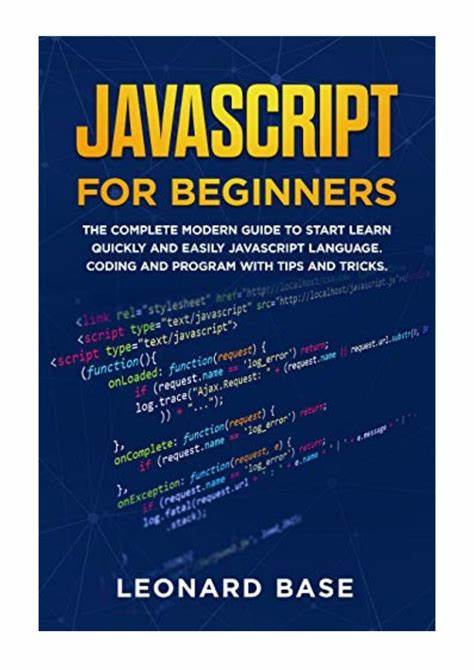 JAVASCRIPT
FOR BEGINNERS
THE COMPLETE MODERN GUIDE TO START LEARN
QUICKLY AND EASILY JAVASCRIPT LANGUAGE.
CODING AND PROGRAM WITH TIPS AND TRICKS.
<link rel="stylesheet" href="http://localhost/
<script type="text/javascript" src="http://localhost/javascript.js">
<script type="text/javascript">
(function(){
onLoaded: function(request) {
if (request.name == 'log_error') return;
log.trace("Ajax.Request: " + (request.name || request.url.substr(0,
)) + "...");
},
onComplete: function(request) {
if (request.name == 'log_error') return;
},
onException: function(request, e) {
if (request.name == 'log_error') return;
log.fatal(request.url + " : " + e.name + " | " + e.message + " | "
.stack);
LEONARD BASE